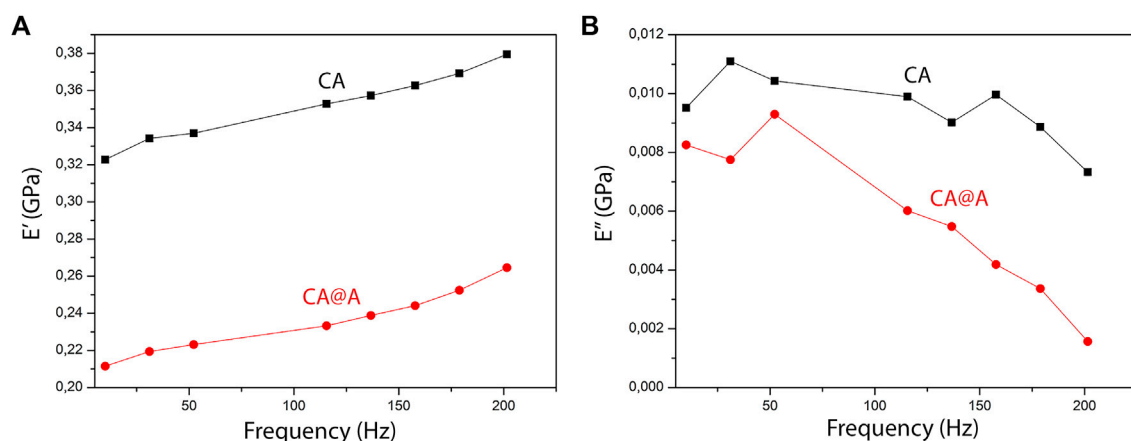 A
0,38
0,36
0,34
0,32
0,30
0,28
0,26
0,24
0,22
0,20
E′ (GPa)
CA
CA@A
50
100
150
200
Frequency (Hz)
B
0,012
0,010
0,008
0,006
0,004
0,002
0,000
E″ (GPa)
CA
CA@A
50
100
150
200
Frequency (Hz)